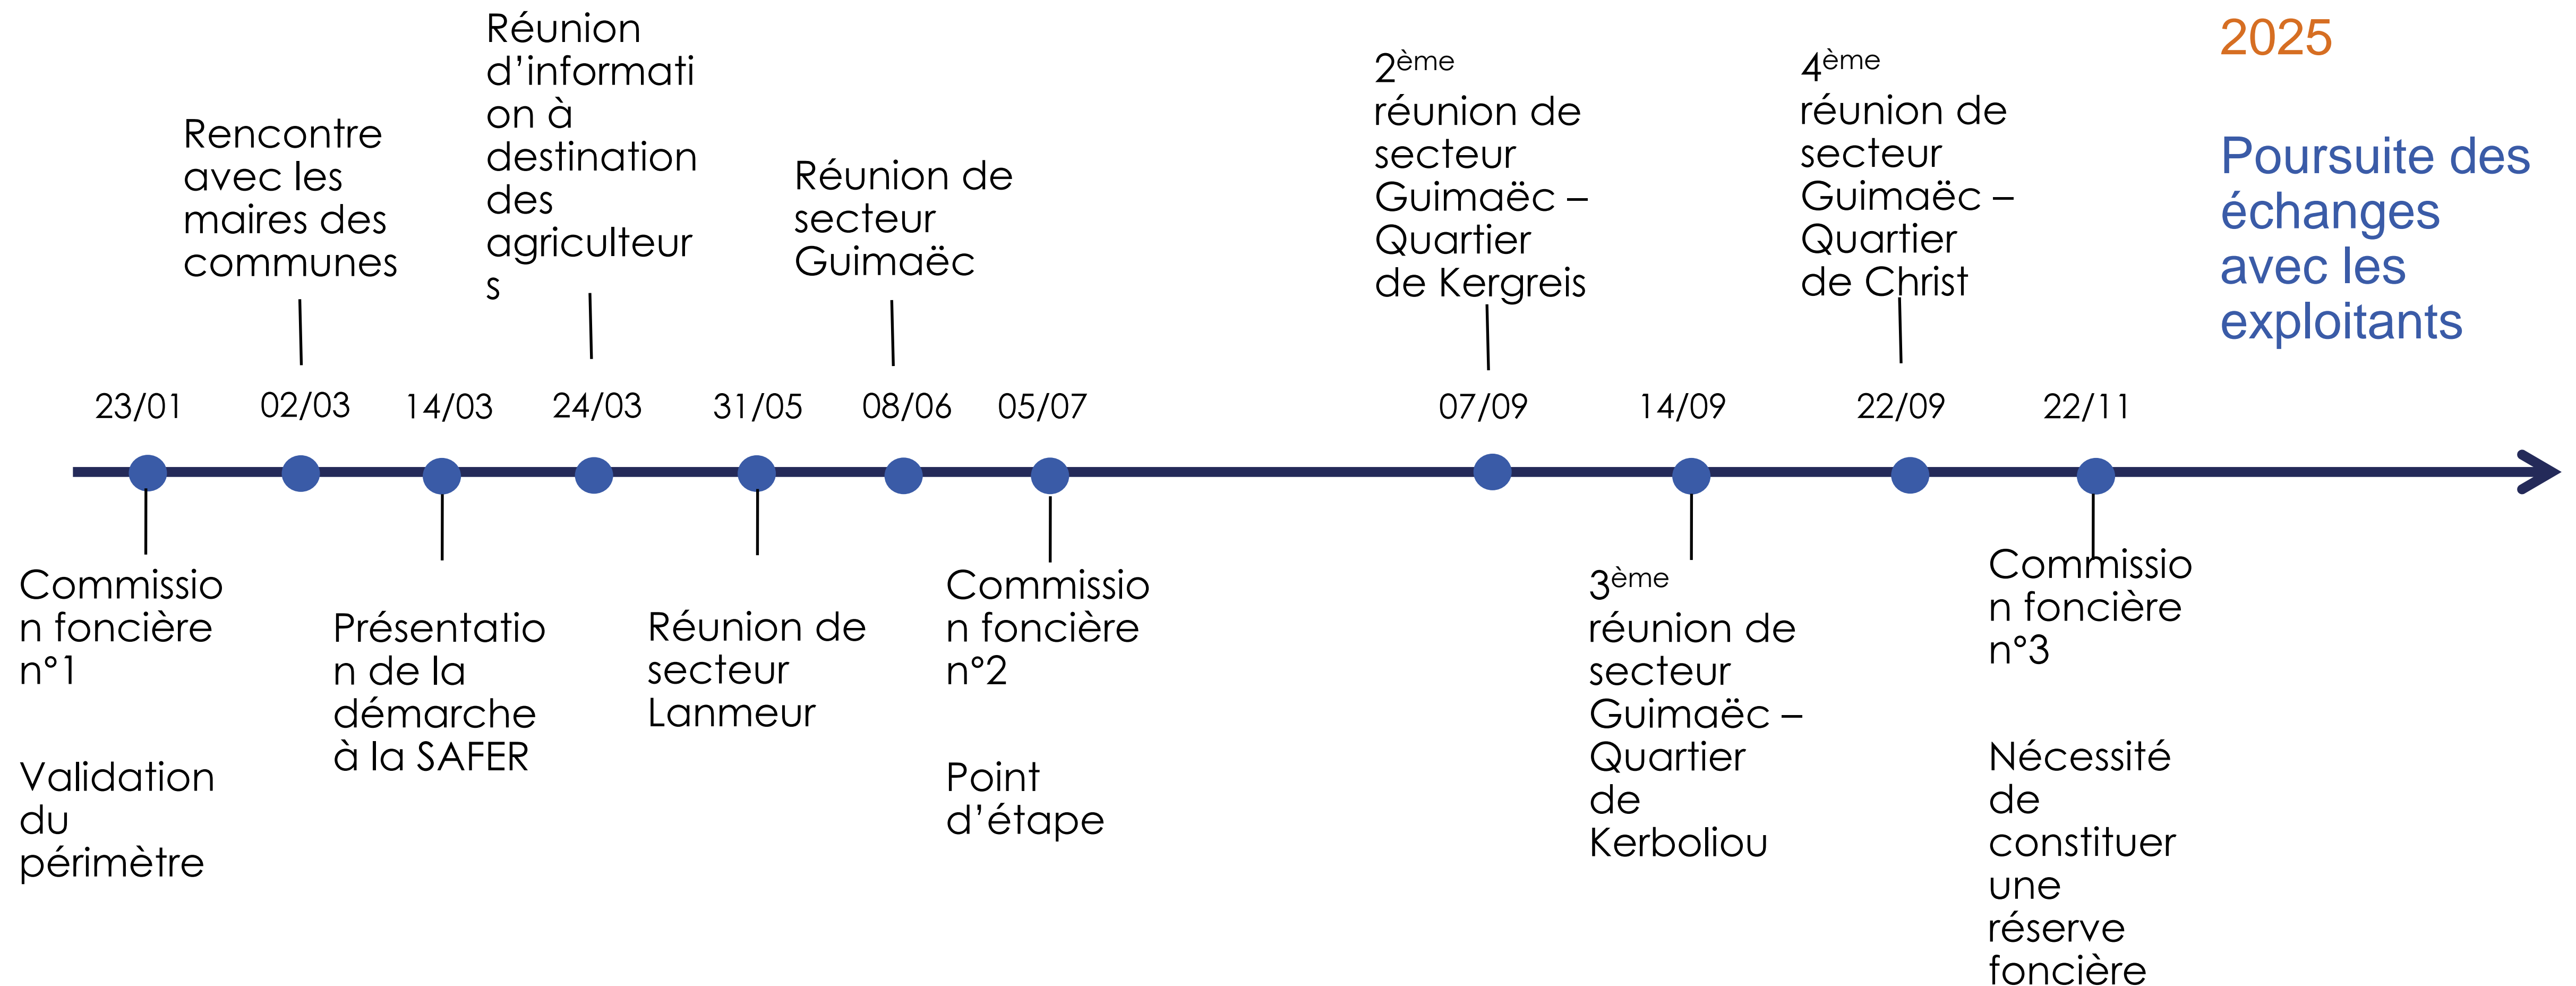 Réunion
d’informati
on à
destination
des
agriculteur
s
Rencontre
avec les
maires des
communes
Réunion de
secteur
Guimaëc
2ème
réunion de
secteur
Guimaëc –
Quartier
de Kergreis
4ème
réunion de
secteur
Guimaëc –
Quartier
de Christ
2025
Poursuite des
échanges
avec les
exploitants
23/01
02/03
14/03
24/03
31/05
08/06
05/07
07/09
14/09
22/09
22/11
Commissio
n foncière
n°1
Validation
du
périmètre
Présentatio
n de la
démarche
à la SAFER
Réunion de
secteur
Lanmeur
Commissio
n foncière
n°2
Point
d’étape
3ème
réunion de
secteur
Guimaëc –
Quartier
de
Kerboliou
Commissio
n foncière
n°3
Nécessité
de
constituer
une
réserve
foncière